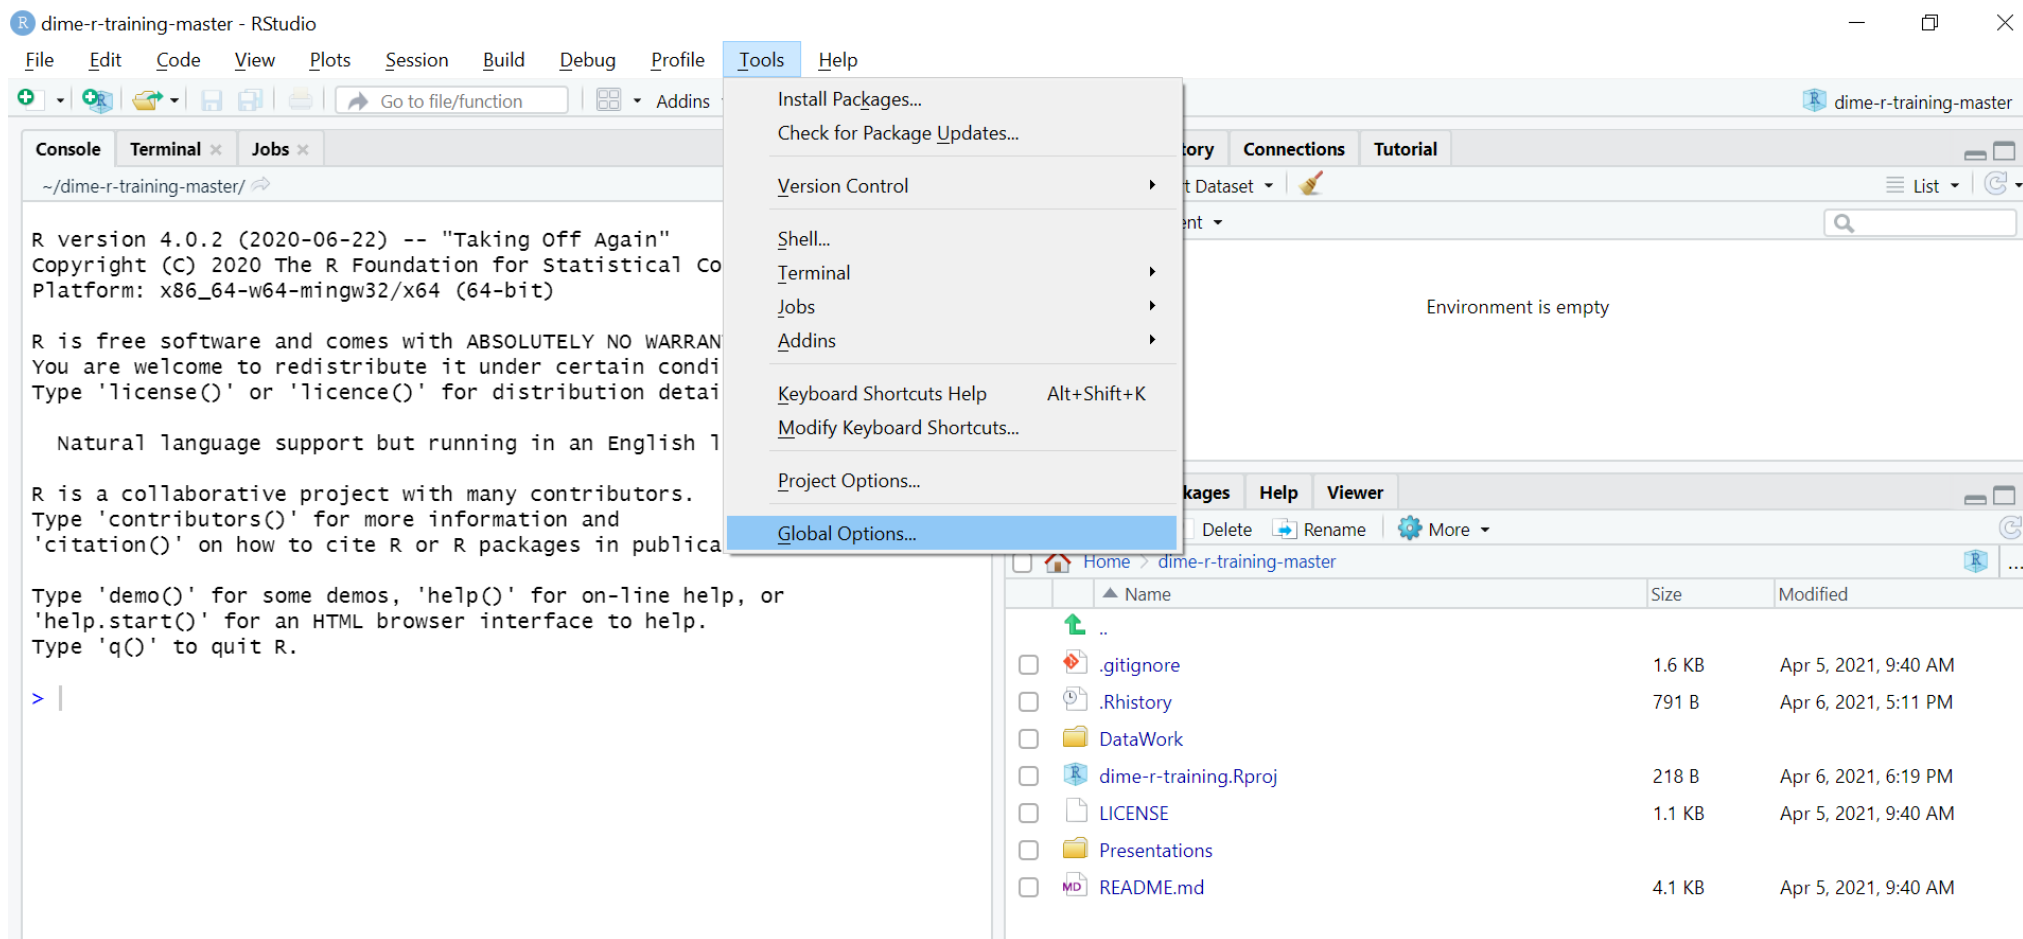 dime-r-training-master - RStudio
File Edit Code View Plots Session Build Debug Profile Tools Help
Go to file/function Addins dime-r-training-master
Install Packages...
Check for Package Updates...
Version Control
Shell...
Terminal
Jobs
Addins
Keyboard Shortcuts Help Alt+Shift+K
Modify Keyboard Shortcuts...
Project Options...
Global Options...
Console Terminal Jobs
~/dime-r-training-master/
R version 4.0.2 (2020-06-22) -- "Taking Off Again"
Copyright (C) 2020 The R Foundation for Statistical Co
Platform: x86_64-w64-mingw32/x64 (64-bit)
R is free software and comes with ABSOLUTELY NO WARRAN
You are welcome to redistribute it under certain condi
Type 'license()' or 'licence()' for distribution detai
Natural language support but running in an English l
R is a collaborative project with many contributors.
Type 'contributors()' for more information and
'citation()' on how to cite R or R packages in publica
Type 'demo()' for some demos, 'help()' for on-line help, or
'help.start()' for an HTML browser interface to help.
Type 'q()' to quit R.
>
tory Connections Tutorial
t Dataset List
ent
Environment is empty
kages Help Viewer
Delete Rename More
Home dime-r-training-master ...
Name Size Modified
..
.gitignore 1.6 KB Apr 5, 2021, 9:40 AM
.Rhistory 791 B Apr 6, 2021, 5:11 PM
DataWork
dime-r-training.Rproj 218 B Apr 6, 2021, 6:19 PM
LICENSE 1.1 KB Apr 5, 2021, 9:40 AM
Presentations
README.md 4.1 KB Apr 5, 2021, 9:40 AM